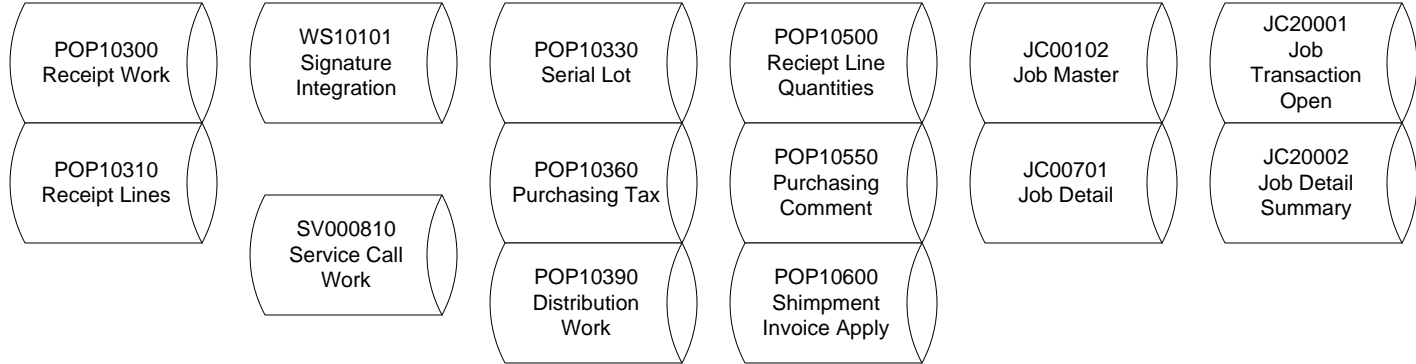 POP10300
Receipt Work
POP10310
Receipt Lines
WS10101
Signature
Integration
SV000810
Service Call
Work
POP10330
Serial Lot
POP10360
Purchasing Tax
POP10390
Distribution
Work
POP10500
Reciept Line
Quantities
POP10550
Purchasing
Comment
POP10600
Shimpment
Invoice Apply
JC00102
Job Master
JC00701
Job Detail
JC20001
Job
Transaction
Open
JC20002
Job Detail
Summary